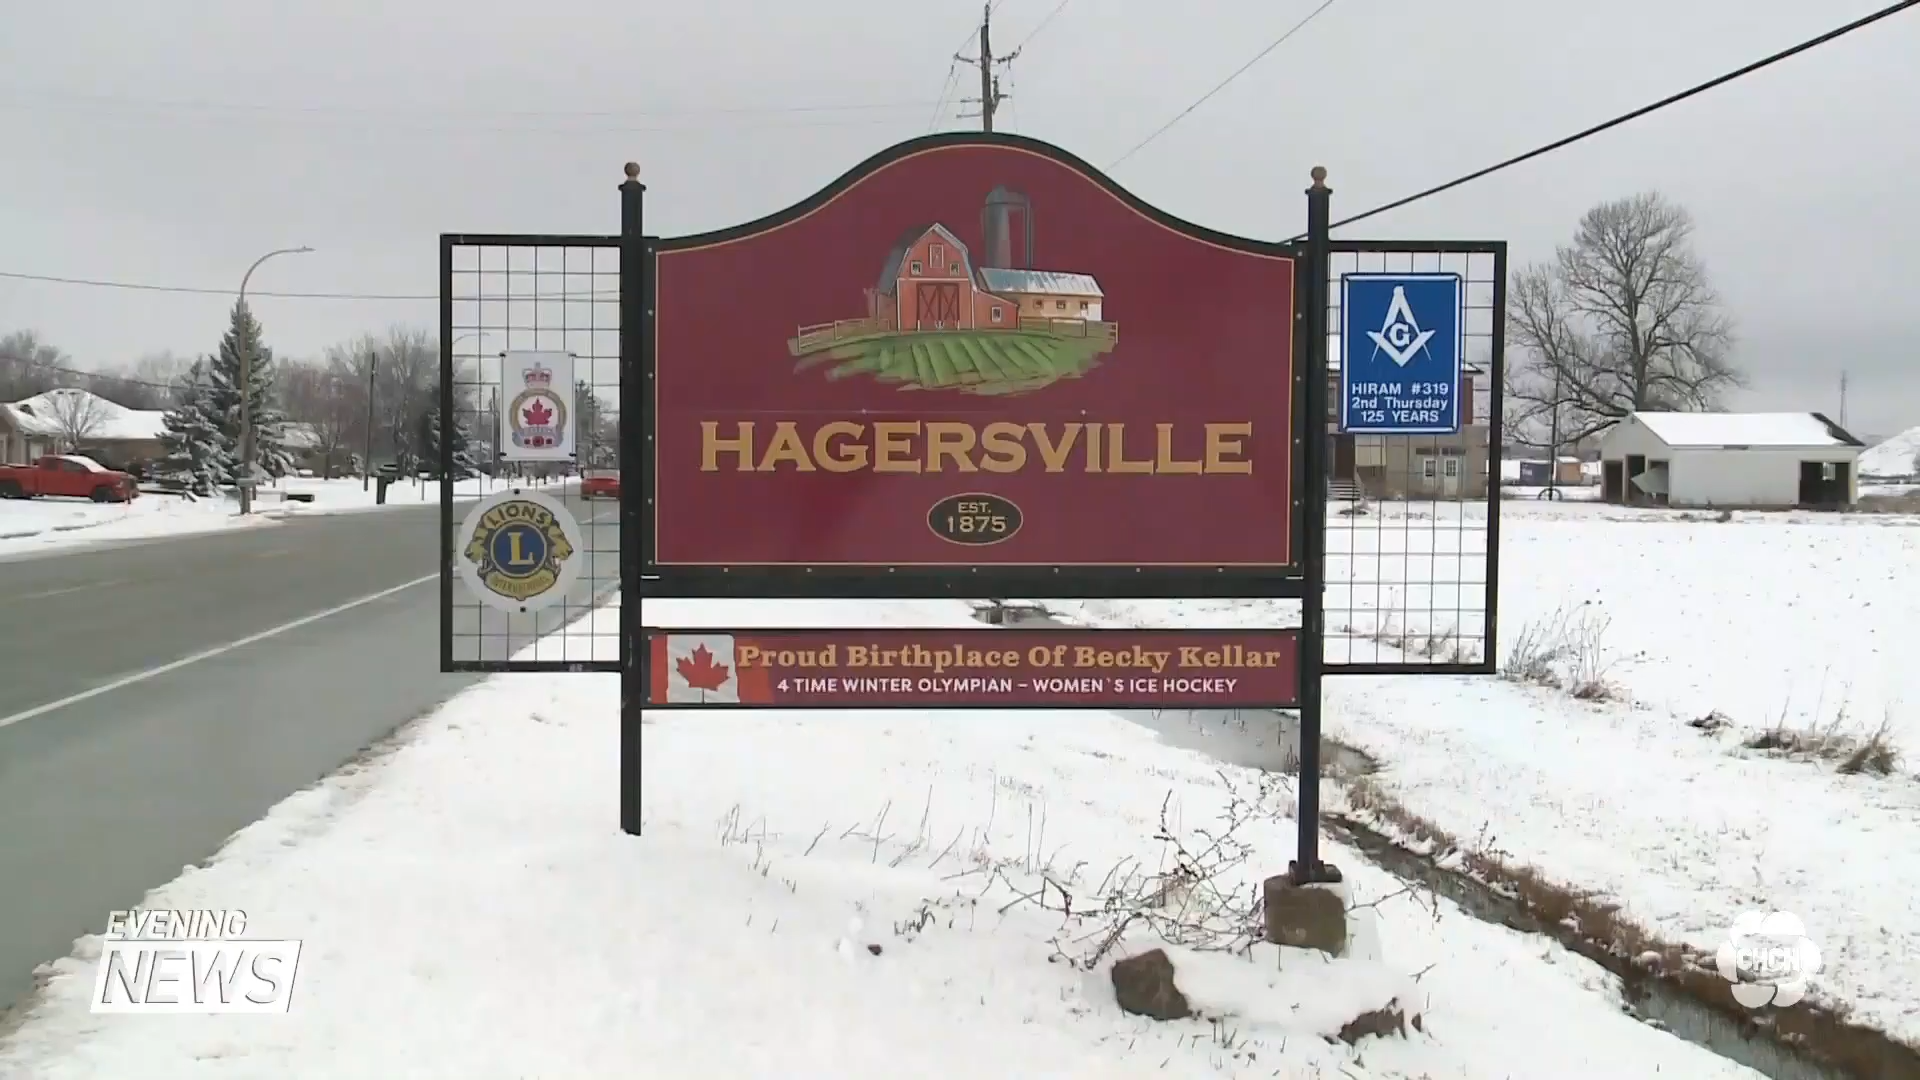 HAGERSVILLE
EST.
1875
Proud Birthplace Of Becky Kellar
4 TIME WINTER OLYMPIAN – WOMEN`S ICE HOCKEY
LIONS
L
INTERNATIONAL
G
HIRAM #319
2nd Thursday
125 YEARS
EVENING
NEWS
CHCH